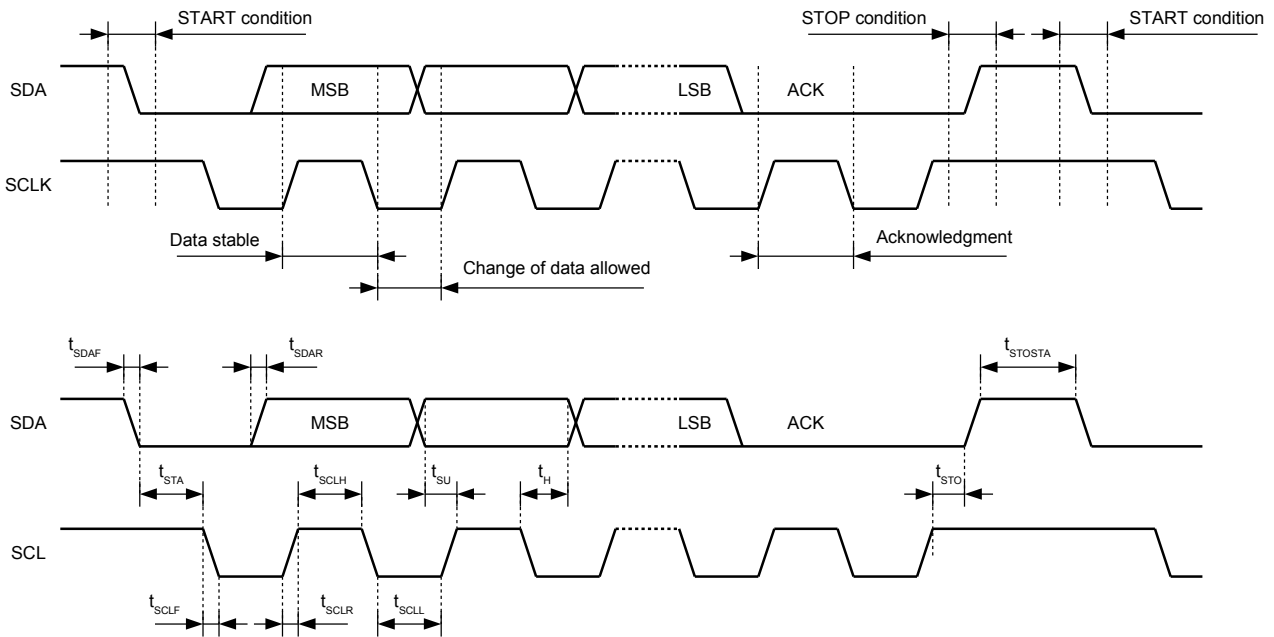 START condition
STOP condition
START condition
SDA
MSB
LSB
ACK
SCLK
Data stable
Acknowledgment
Change of data allowed
tSDAF
tSDAR
tSTOSTA
SDA
MSB
LSB
ACK
tSTA
tSCLH
tSU
tH
tSTO
SCL
tSCLF
tSCLR
tSCLL